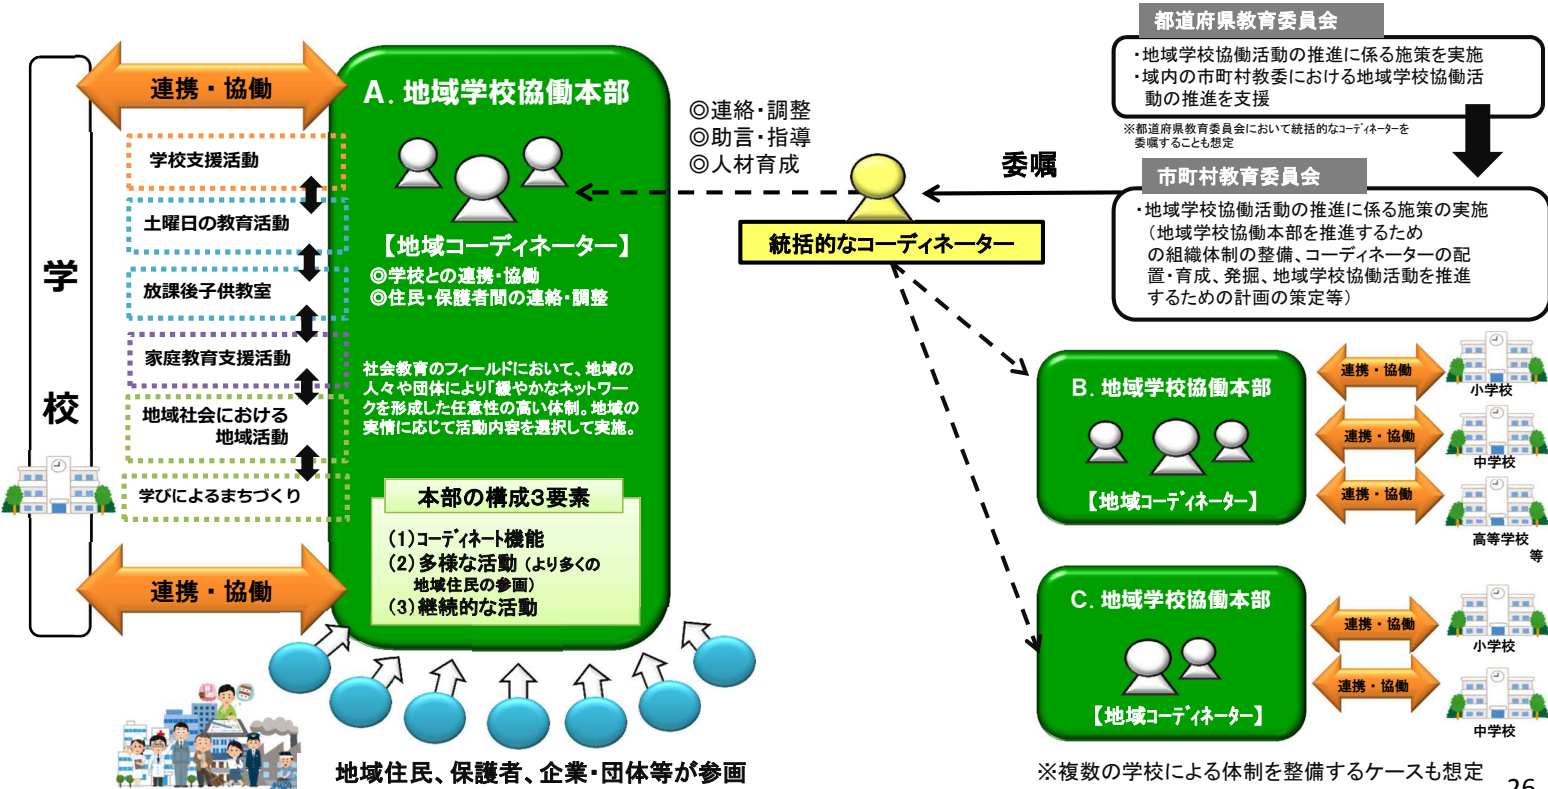 学
校
連携・協働
学校支援活動
土曜日の教育活動
放課後子供教室
家庭教育支援活動
地域社会における
地域活動
学びによるまちづくり
連携・協働
A.地域学校協働本部
【地域コーディネーター】
◎学校との連携・協働
◎住民・保護者間の連絡・調整
社会教育のフィールドにおいて、地域の
人々や団体により「緩やかなネットワー
クを形成した任意性の高い体制。地域の
実情に応じて活動内容を選択して実施。
本部の構成3要素
(1)コーディネート機能
(2)多様な活動(より多くの
地域住民の参画)
(3)継続的な活動
地域住民、保護者、企業・団体等が参画
◎連絡・調整
◎助言・指導
◎人材育成
統括的なコーディネーター
委嘱
都道府県教育委員会
・地域学校協働活動の推進に係る施策を実施
・域内の市町村教委における地域学校協働活
動の推進を支援
※都道府県教育委員会において統括的なコーディネーターを
委嘱することも想定
市町村教育委員会
・地域学校協働活動の推進に係る施策の実施
(地域学校協働本部を推進するため
の組織体制の整備、コーディネーターの配
置・育成、発掘、地域学校協働活動を推進
するための計画の策定等)
B.地域学校協働本部
【地域コーディネーター】
連携・協働
小学校
連携・協働
中学校
連携・協働
高等学校
等
C.地域学校協働本部
【地域コーディネーター】
連携・協働
小学校
連携・協働
中学校
※複数の学校による体制を整備するケースも想定
26